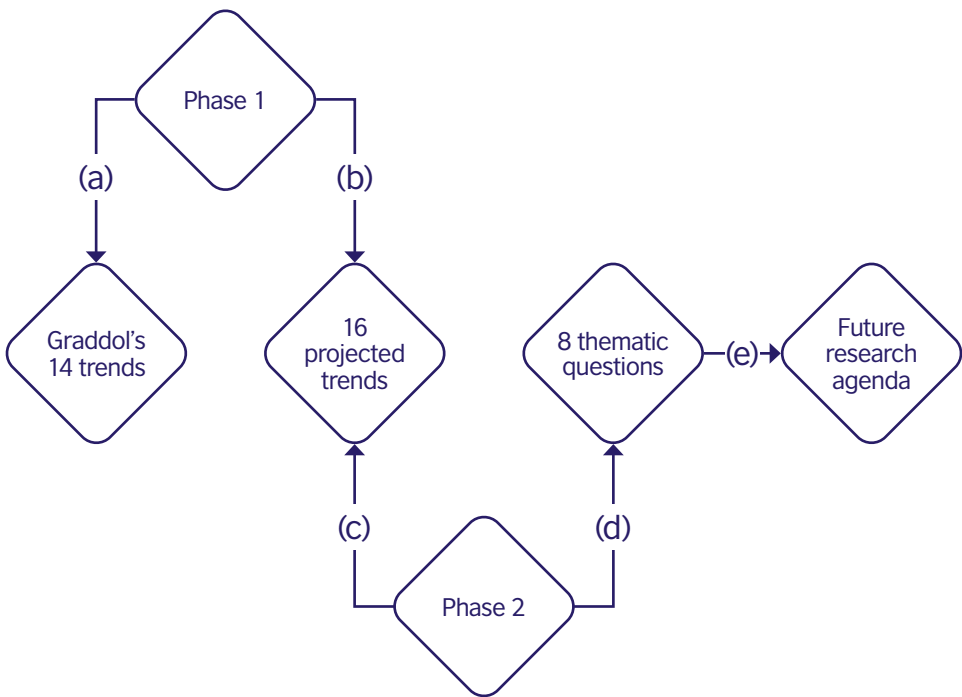 Phase 1
(a)
(b)
Graddol’s
14 trends
16
projected
trends
8 thematic
questions
(e)
Future
research
agenda
(c)
(d)
Phase 2